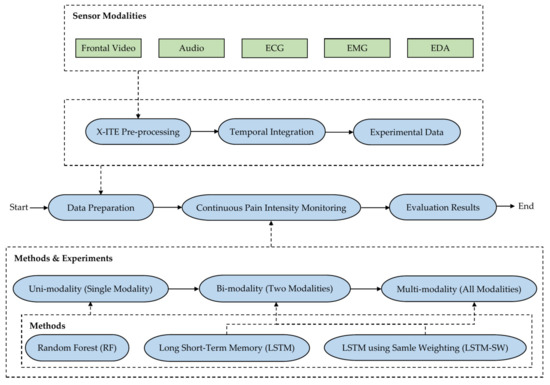 Sensor Modalities
Frontal Video
Audio
ECG
EMG
EDA
X-ITE Pre-processing
Temporal Integration
Experimental Data
Start
Data Preparation
Continuous Pain Intensity Monitoring
Evaluation Results
End
Methods & Experiments
Uni-modality (Single Modality)
Bi-modality (Two Modalities)
Multi-modality (All Modalities)
Methods
Random Forest (RF)
Long Short-Term Memory (LSTM)
LSTM using Samle Weighting (LSTM-SW)